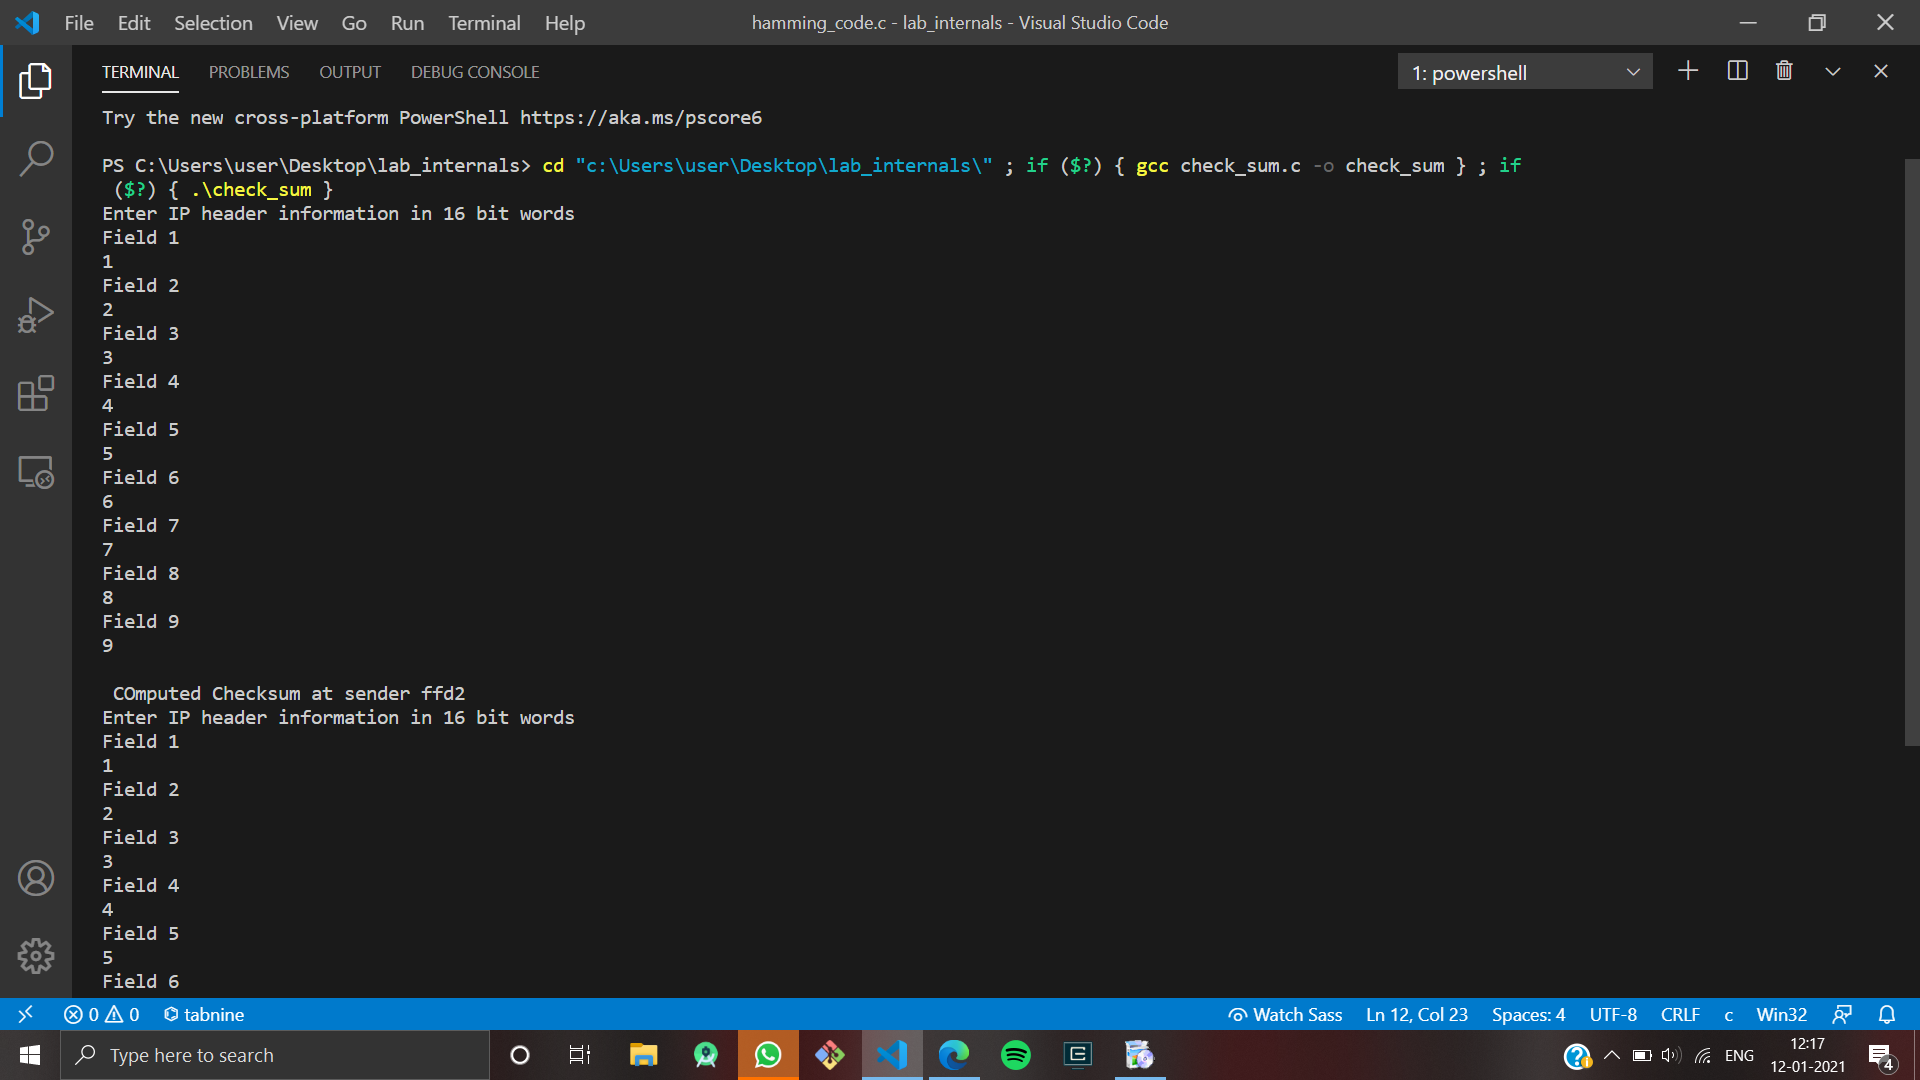 File Edit Selection View Go Run Terminal Help hamming_code.c - lab_internals - Visual Studio Code
TERMINAL PROBLEMS OUTPUT DEBUG CONSOLE 1: powershell
Try the new cross-platform PowerShell https://aka.ms/pscore6
PS C:\Users\user\Desktop\lab_internals> cd "c:\Users\user\Desktop\lab_internals\" ; if ($?) { gcc check_sum.c -o check_sum } ; if
($?) { .\check_sum }
Enter IP header information in 16 bit words
Field 1
1
Field 2
2
Field 3
3
Field 4
4
Field 5
5
Field 6
6
Field 7
7
Field 8
8
Field 9
9
COmputed Checksum at sender ffd2
Enter IP header information in 16 bit words
Field 1
1
Field 2
2
Field 3
3
Field 4
4
Field 5
5
Field 6
0 0 tabnine Watch Sass Ln 12, Col 23 Spaces: 4 UTF-8 CRLF c Win32
Type here to search ENG 12:17
12-01-2021 4